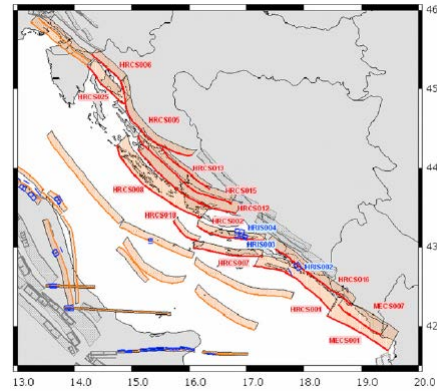 46
HRCS006
45
HRCS025
HRCS005
HRCS013
44
HRCS008
HRCS015
HRCS012
HRCS010
HRCS002
HRIS004
43
HRIS003
HRCS007
HRIS002
HRCS016
HRCS001
MECS007
42
MECS001
13.0 14.0 15.0 16.0 17.0 18.0 19.0 20.0